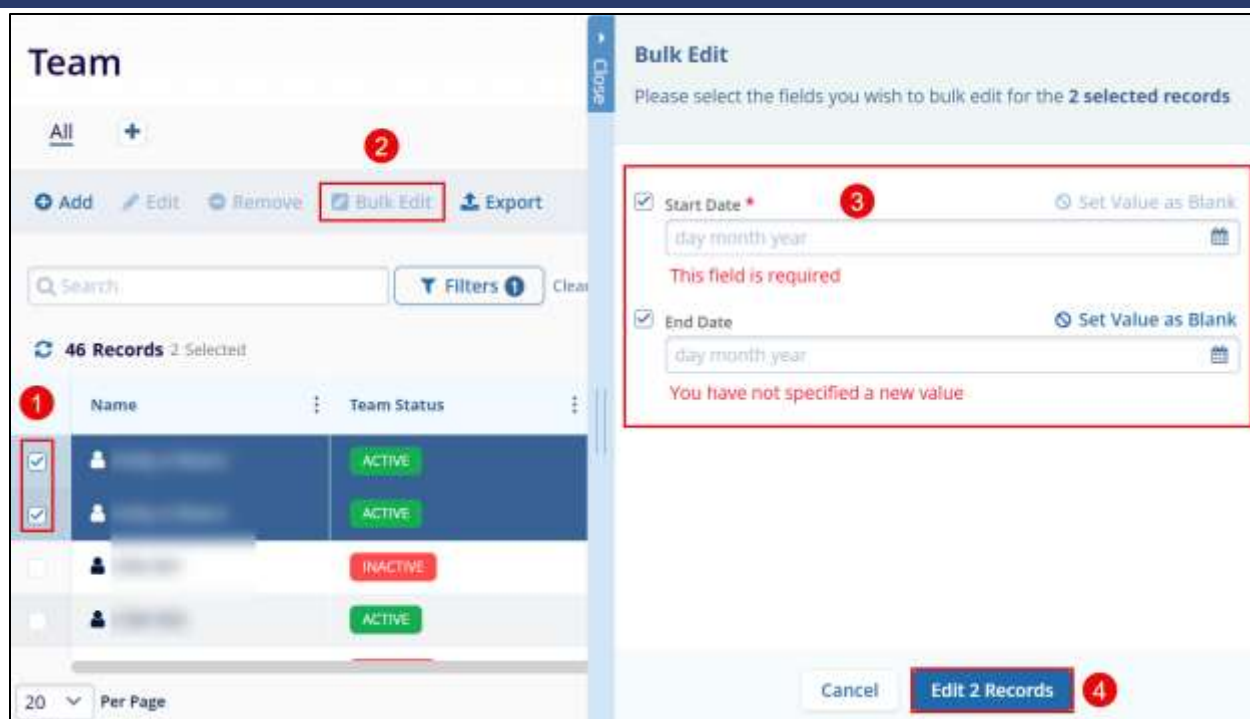 Team
All +
2
Add Edit Remove Bulk Edit Export
Search Filters 1 Clear
46 Records 2 Selected
1 Name Team Status
ACTIVE
ACTIVE
INACTIVE
ACTIVE
20 Per Page
Close
Bulk Edit
Please select the fields you wish to bulk edit for the 2 selected records
Start Date * 3 Set Value as Blank
day month year
This field is required
End Date Set Value as Blank
day month year
You have not specified a new value
Cancel Edit 2 Records 4